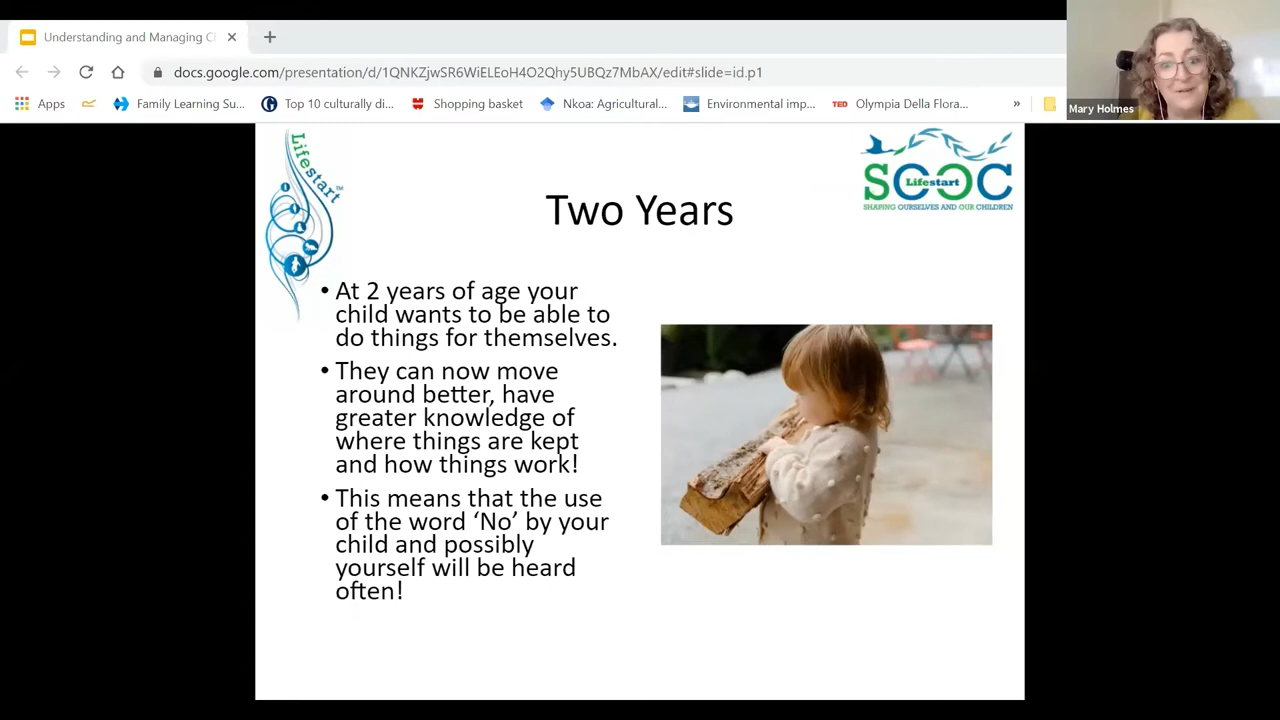 Understanding and Managing C
docs.google.com/presentation/d/1QNKZjwSR6WiELEoH4O2Qhy5UBQz7MbAX/edit#slide=id.p1
Mary Holmes
Apps
Family Learning Su...
Top 10 culturally di...
Shopping basket
Nkoa: Agricultural...
Environmental imp...
TED
Olympia Della Flora...
»
Lifestart™
SOOC
Lifestart
SHAPING OURSELVES AND OUR CHILDREN
Two Years
• At 2 years of age your
child wants to be able to
do things for themselves.
• They can now move
around better, have
greater knowledge of
where things are kept
and how things work!
• This means that the use
of the word ‘No’ by your
child and possibly
yourself will be heard
often!